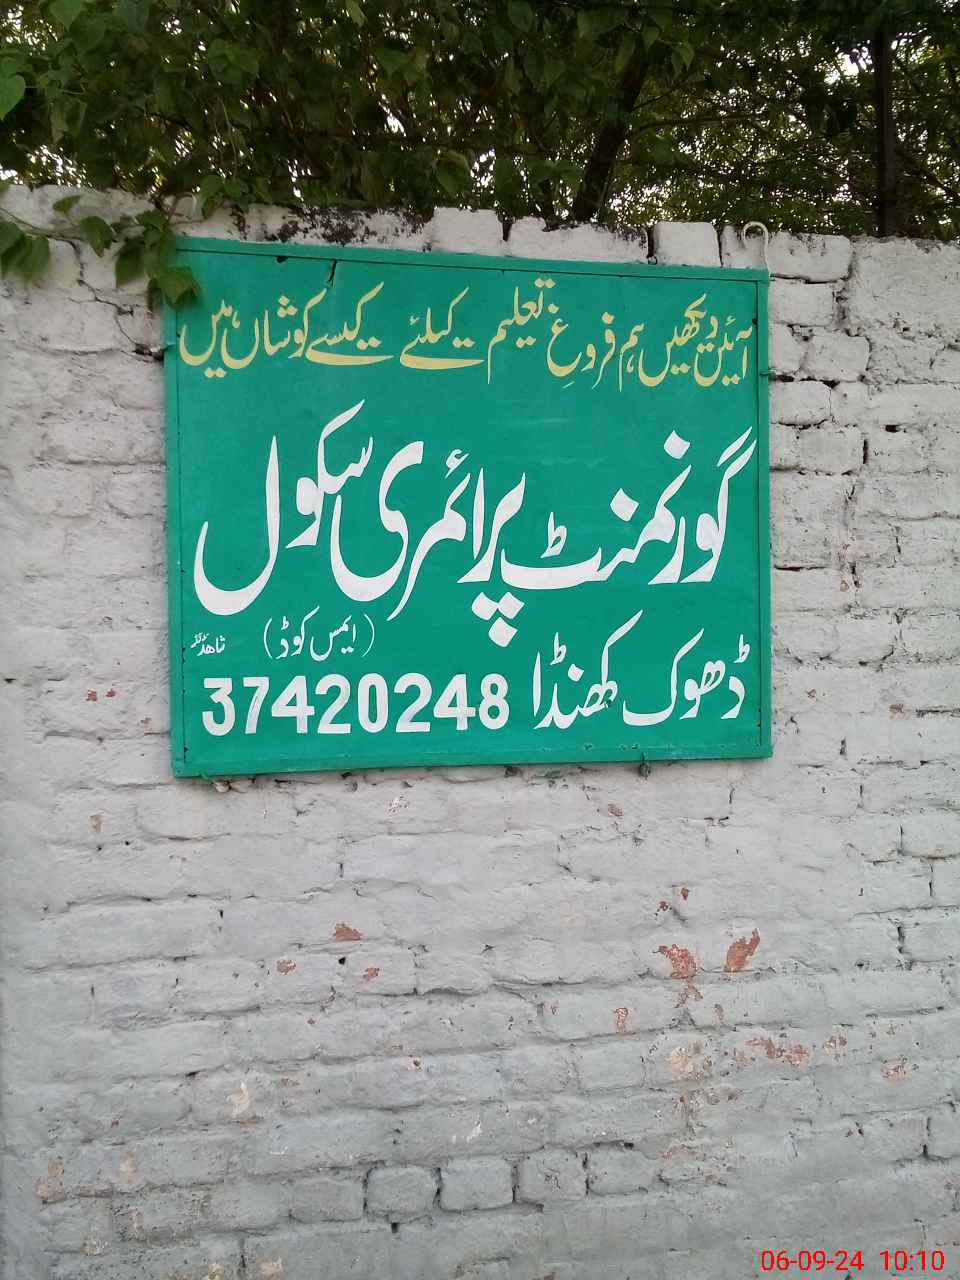 آئیں دیکھیں ہم فروغِ تعلیم کیلئے کیسے کوشاں ہیں
گورنمنٹ پرائمری سکول
(ایمس کوڈ)
ڈھوک کھنڈا 37420248
06-09-24 10:10